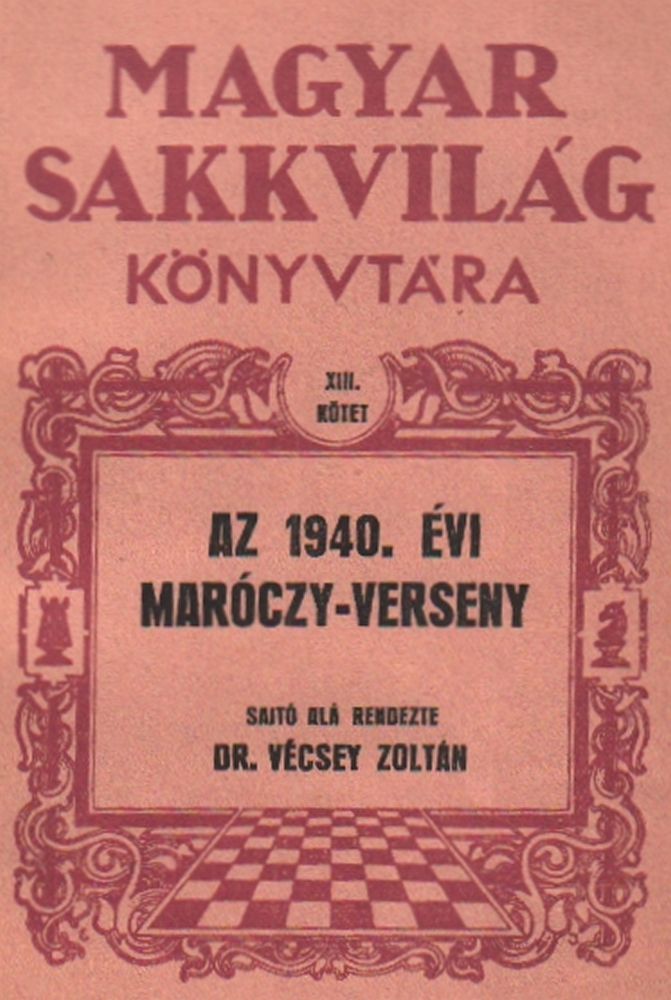 MAGYAR
SAKKVILÁG
KÖNYVTÁRA
XIII.
KÖTET
AZ 1940. ÉVI
MARÓCZY-VERSENY
SAJTÓ ALÁ RENDEZTE
DR. VÉCSEY ZOLTÁN